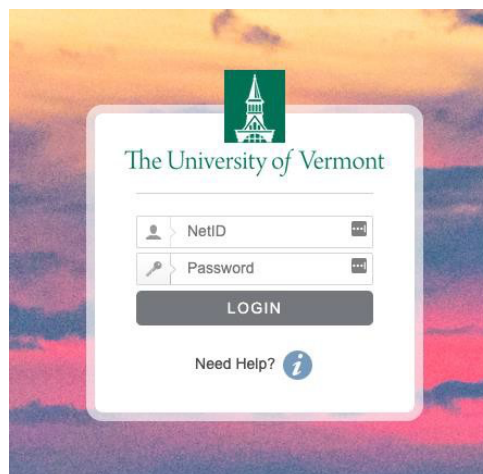 The University of Vermont
NetID
Password
LOGIN
Need Help? i